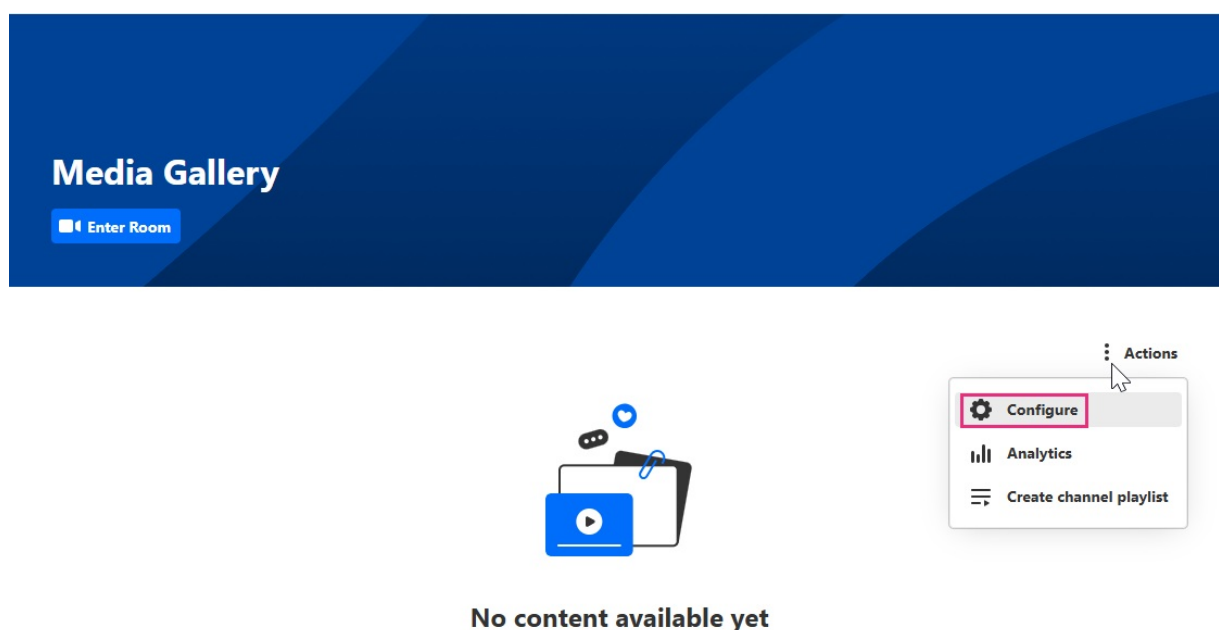 Media Gallery
Enter Room
Actions
Configure
Analytics
Create channel playlist
No content available yet